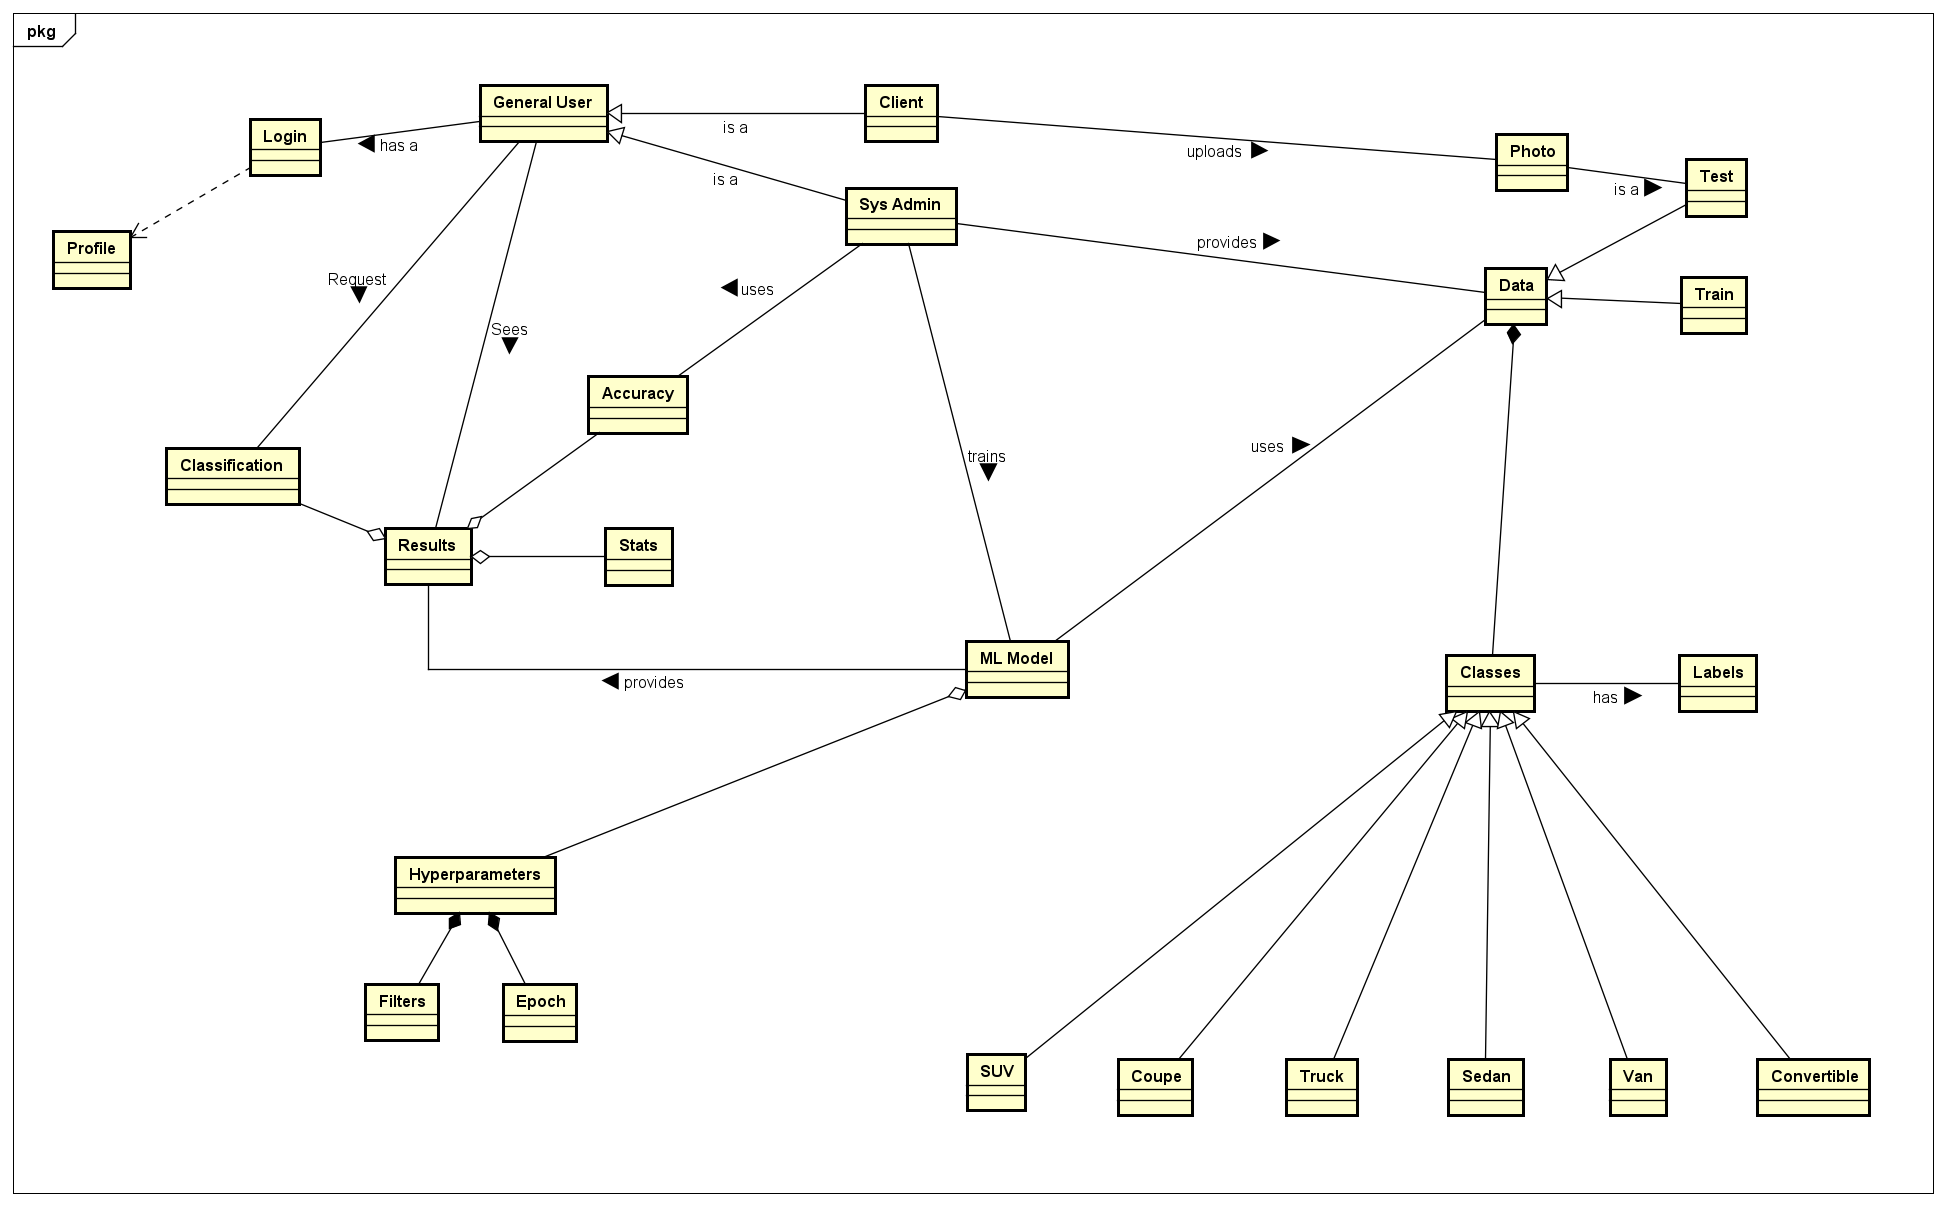 pkg
General User
Client
Login
has a
is a
uploads
Photo
is a
Test
is a
Sys Admin
Profile
provides
Request
uses
Data
Train
Sees
Accuracy
uses
trains
Classification
Results
Stats
ML Model
provides
Classes
has
Labels
Hyperparameters
Filters
Epoch
SUV
Coupe
Truck
Sedan
Van
Convertible